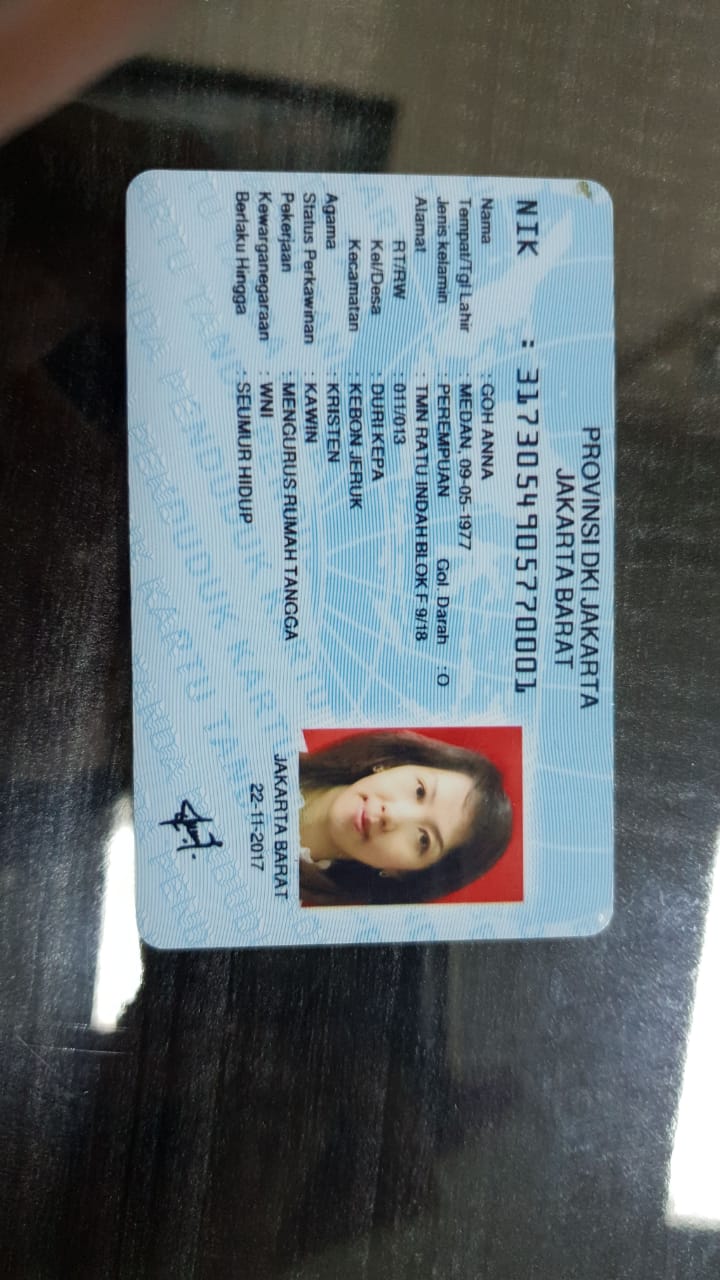 PROVINSI DKI JAKARTA
JAKARTA BARAT
NIK : 3173054905770001
Nama : GOH ANNA
Tempat/Tgl Lahir : MEDAN, 09-05-1977
Jenis kelamin : PEREMPUAN Gol. Darah : O
Alamat : TMN RATU INDAH BLOK F 9/18
RT/RW : 011/013
Kel/Desa : DURI KEPA
Kecamatan : KEBON JERUK
Agama : KRISTEN
Status Perkawinan : KAWIN
Pekerjaan : MENGURUS RUMAH TANGGA
Kewarganegaraan : WNI
Berlaku Hingga : SEUMUR HIDUP
JAKARTA BARAT
22-11-2017